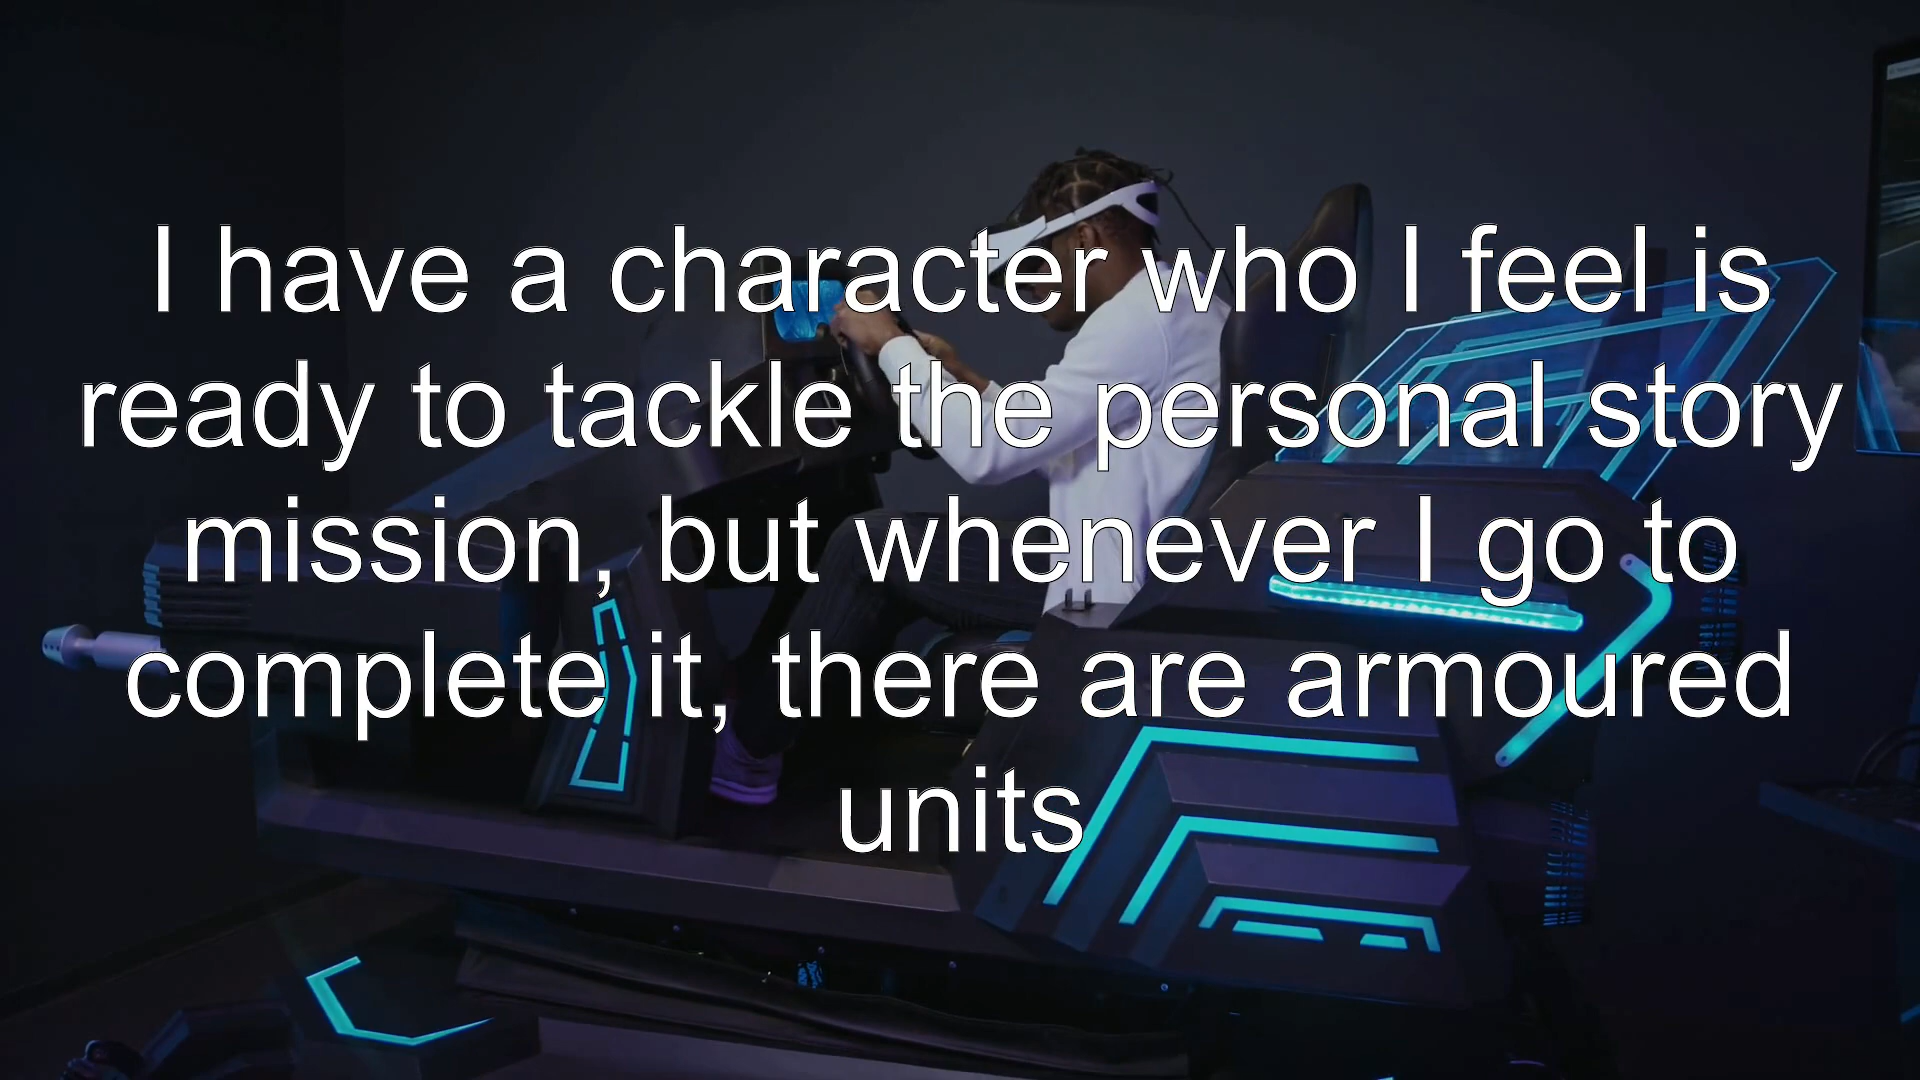 I have a character who I feel is
ready to tackle the personal story
mission, but whenever I go to
complete it, there are armoured
units